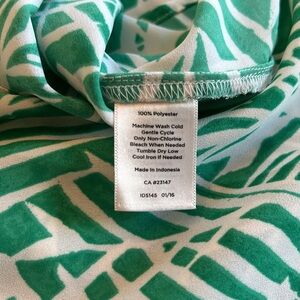 100% Polyester
Machine Wash Cold
Gentle Cycle
Only Non-Chlorine
Bleach When Needed
Tumble Dry Low
Cool Iron If Needed
Made in Indonesia
CA #23147
IDS145 01/16